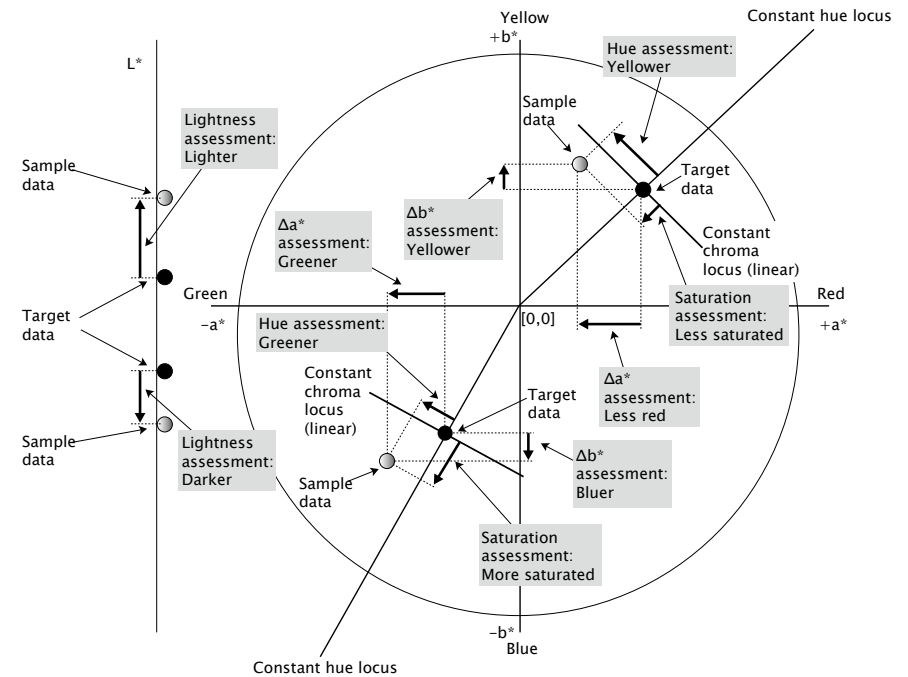 Constant hue locus
Yellow
+b*
L*
Hue assessment:
Yellower
Sample
data
Lightness
assessment:
Lighter
Sample
data
Target
data
Δb*
assessment:
Yellower
Δa*
assessment:
Greener
Constant
chroma
locus (linear)
Green
-a*
Red
+a*
[0,0]
Saturation
assessment:
Less saturated
Target
data
Hue assessment:
Greener
Constant
chroma
locus
(linear)
Δa*
assessment:
Less red
Target
data
Sample
data
Lightness
assessment:
Darker
Δb*
assessment:
Bluer
Sample
data
Saturation
assessment:
More saturated
-b*
Blue
Constant hue locus